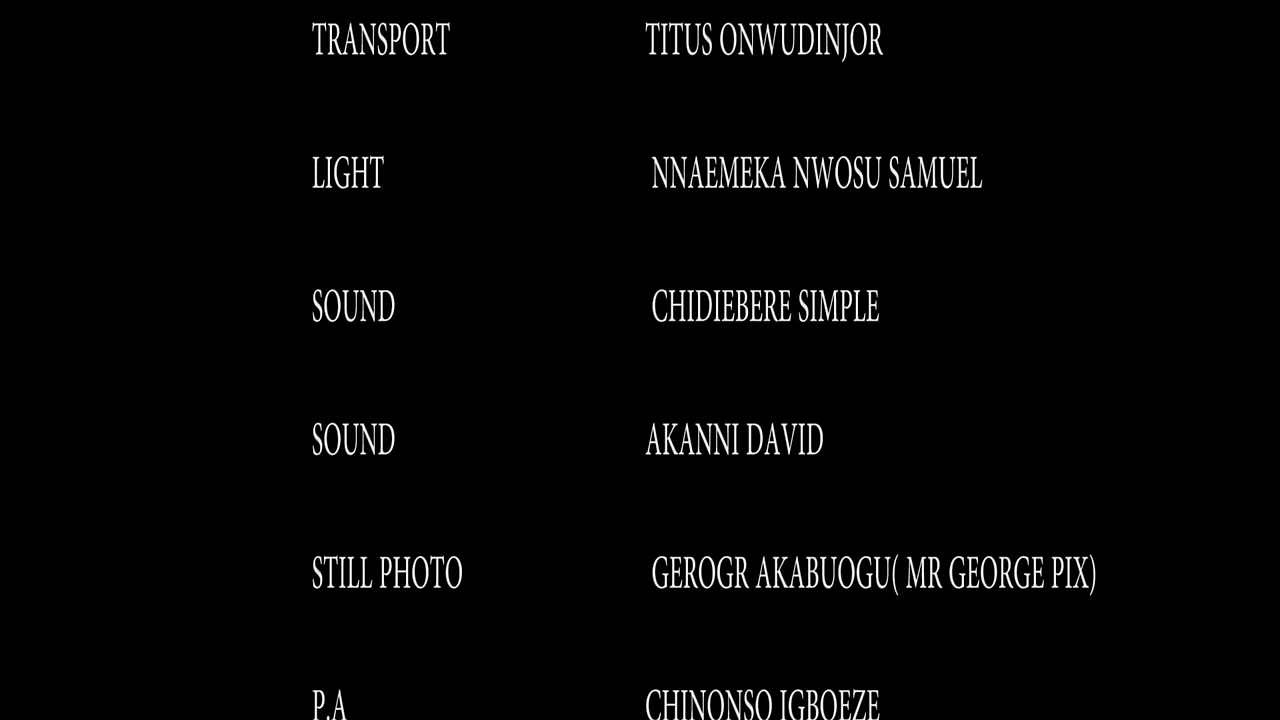 TRANSPORT TITUS ONWUDINJOR
LIGHT NNAEMEKA NWOSU SAMUEL
SOUND CHIDIEBERE SIMPLE
SOUND AKANNI DAVID
STILL PHOTO GEROGR AKABUOGU( MR GEORGE PIX)
P.A CHINONSO IGBOEZE